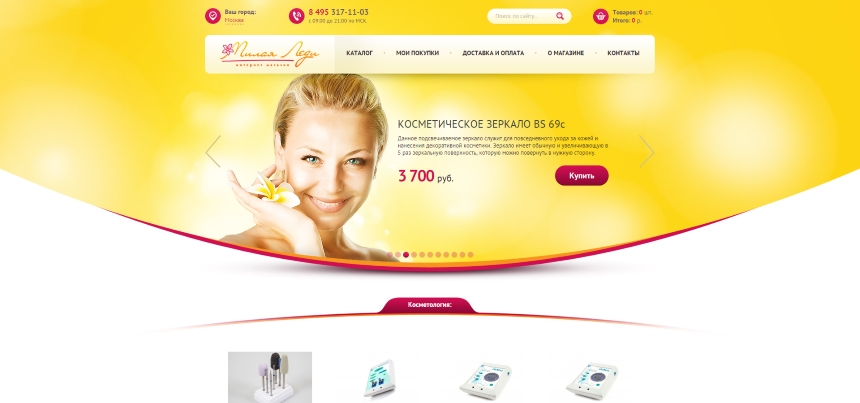 Ваш город:
Москва
8 495 317-11-03
с 09:00 до 21:00 по МСК
Поиск по сайту...
Товаров: 0 шт.
Итого: 0 р.
Милая Леди
интернет магазин
КАТАЛОГ
МОИ ПОКУПКИ
ДОСТАВКА И ОПЛАТА
О МАГАЗИНЕ
КОНТАКТЫ
КОСМЕТИЧЕСКОЕ ЗЕРКАЛО BS 69c
Данное подсвечиваемое зеркало служит для повседневного ухода за кожей и
нанесения декоративной косметики. Зеркало имеет обычную и увеличивающую в
5 раз зеркальную поверхность, которую можно повернуть в нужную сторону.
3 700 руб.
Купить
Косметология: